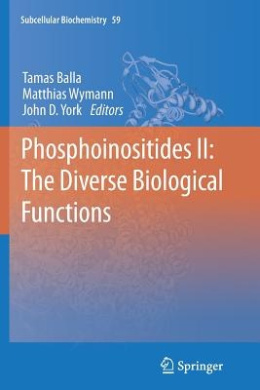 Subcellular Biochemistry 59
Tamas Balla
Matthias Wymann
John D. York Editors
Phosphoinositides II:
The Diverse Biological
Functions
Springer